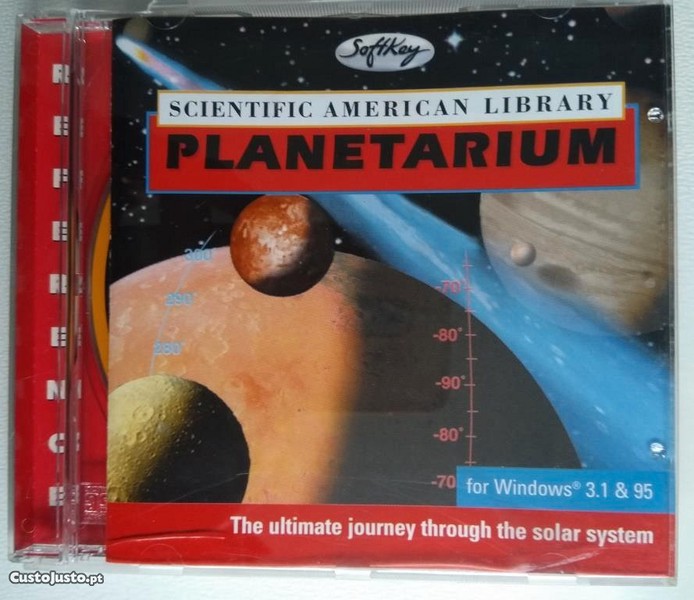 SoftKey
SCIENTIFIC AMERICAN LIBRARY
PLANETARIUM
REFERENCE
300°
290°
280°
-70°
-80°
-90°
-80°
-70
for Windows® 3.1 & 95
The ultimate journey through the solar system
CustoJusto.pt